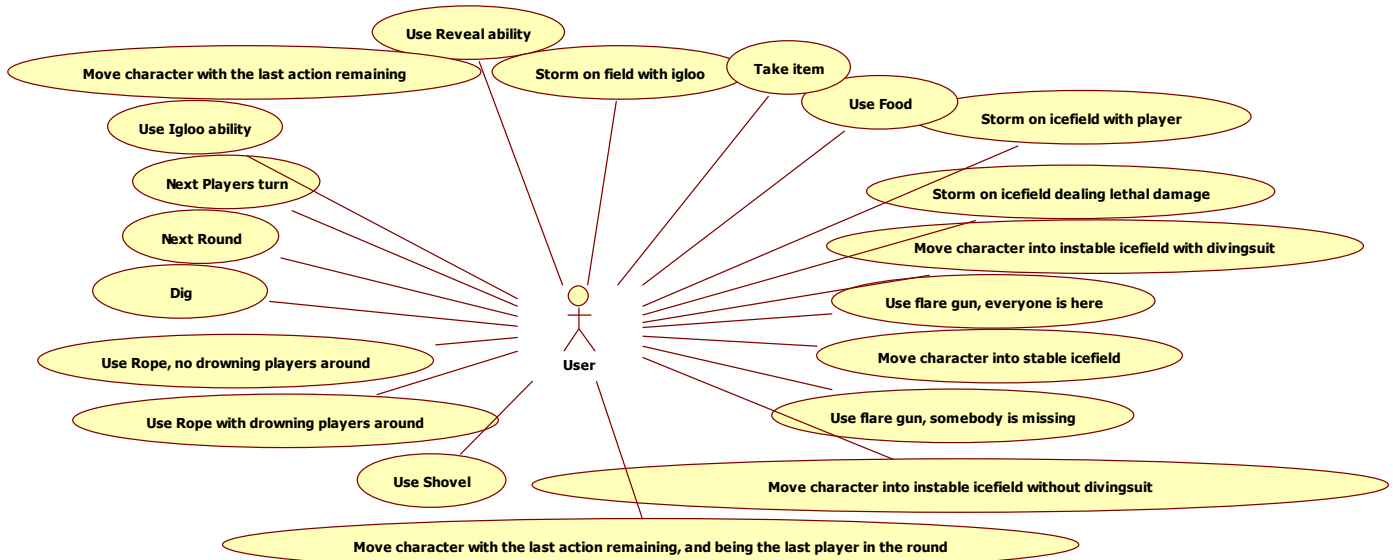 Use Reveal ability
Move character with the last action remaining
Storm on field with igloo
Take item
Use Food
Storm on icefield with player
Use Igloo ability
Next Players turn
Storm on icefield dealing lethal damage
Next Round
Move character into instable icefield with divingsuit
Dig
Use flare gun, everyone is here
Use Rope, no drowning players around
User
Move character into stable icefield
Use Rope with drowning players around
Use flare gun, somebody is missing
Use Shovel
Move character into instable icefield without divingsuit
Move character with the last action remaining, and being the last player in the round